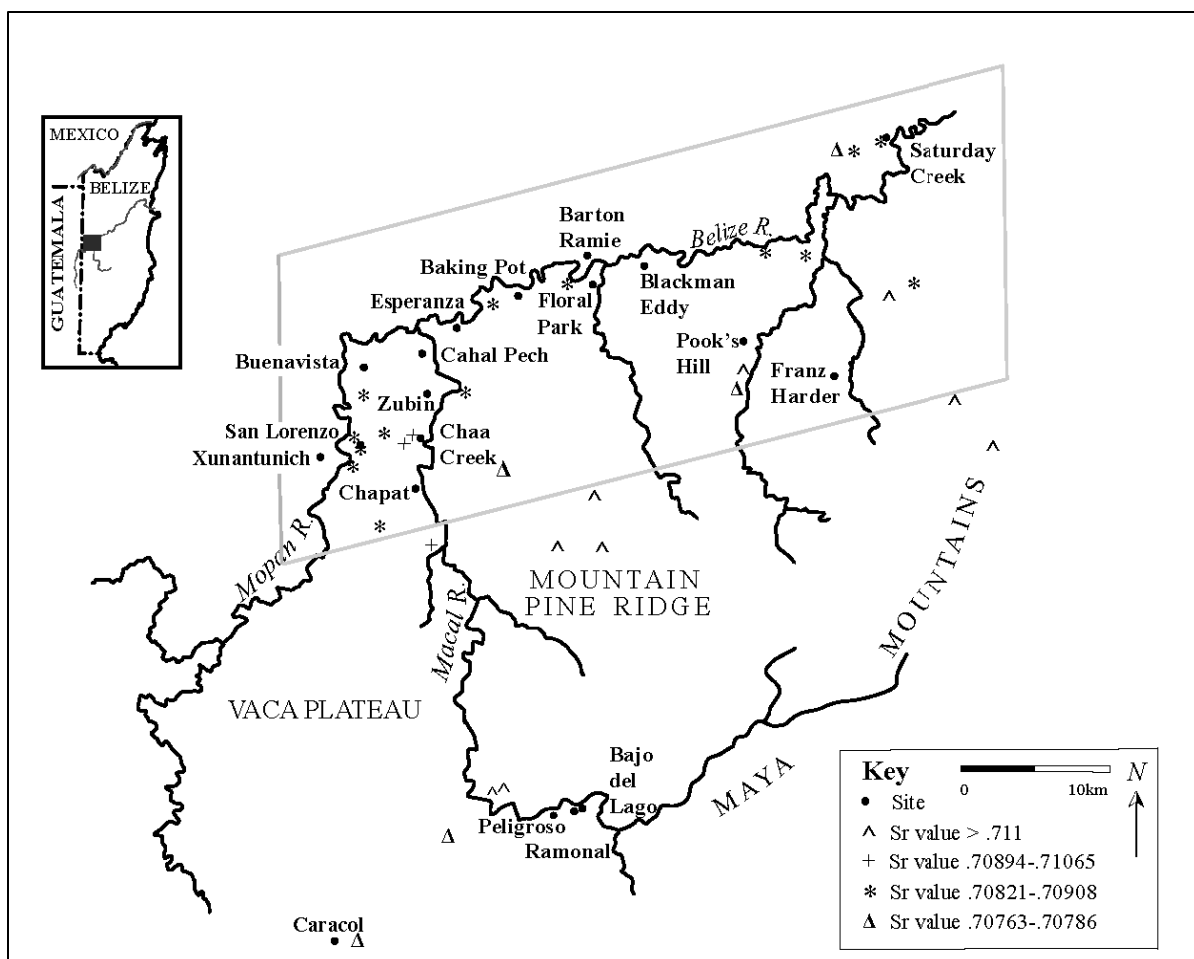 MEXICO
BELIZE
GUATEMALA
Saturday
Creek
Barton
Ramie
Belize R.
Baking Pot
Blackman
Eddy
Esperanza
Floral
Park
Pook's
Hill
Buenavista
Cahal Pech
Franz
Harder
Zubin
San Lorenzo
Xunantunich
Chaa
Creek
Chapat
Mopan R.
MOUNTAIN
PINE RIDGE
Macal R.
MAYA MOUNTAINS
VACA PLATEAU
Bajo
del
Lago
Peligroso
Ramonal
Caracol
Key
N
0 10km
Site
^ Sr value > .711
+ Sr value .70894-.71065
* Sr value .70821-.70908
Δ Sr value .70763-.70786